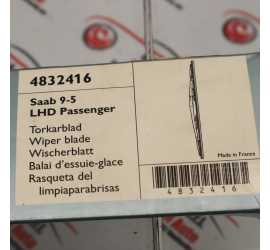 4832416
Saab 9-5
LHD Passenger
Torkarblad
Wiper blade
Wischerblatt
Balai d'essuie-glace
Rasqueta del
limpiaparabrisas
Made in France
4832416